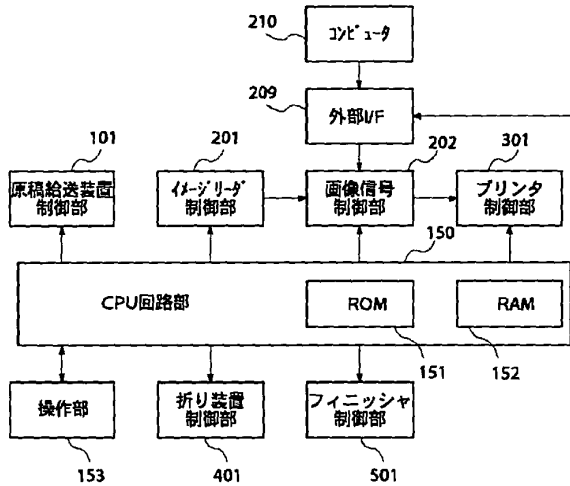 210
コンピュータ
209
外部I/F
101
201
202
301
原稿給送装置
制御部
イメージリーダ
制御部
画像信号
制御部
プリンタ
制御部
150
CPU回路部
ROM
RAM
151
152
操作部
折り装置
制御部
フィニッシャ
制御部
153
401
501